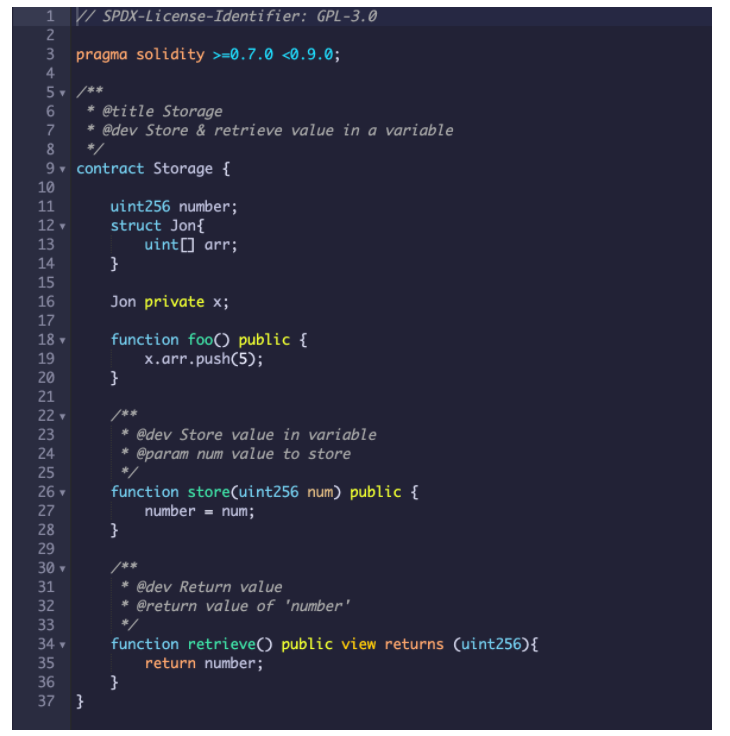 1 // SPDX-License-Identifier: GPL-3.0
2
3 pragma solidity >=0.7.0 <0.9.0;
4
5 /**
6  * @title Storage
7  * @dev Store & retrieve value in a variable
8  */
9 contract Storage {
10
11     uint256 number;
12     struct Jon{
13         uint[] arr;
14     }
15
16     Jon private x;
17
18     function foo() public {
19         x.arr.push(5);
20     }
21
22     /**
23      * @dev Store value in variable
24      * @param num value to store
25      */
26     function store(uint256 num) public {
27         number = num;
28     }
29
30     /**
31      * @dev Return value
32      * @return value of 'number'
33      */
34     function retrieve() public view returns (uint256){
35         return number;
36     }
37 }